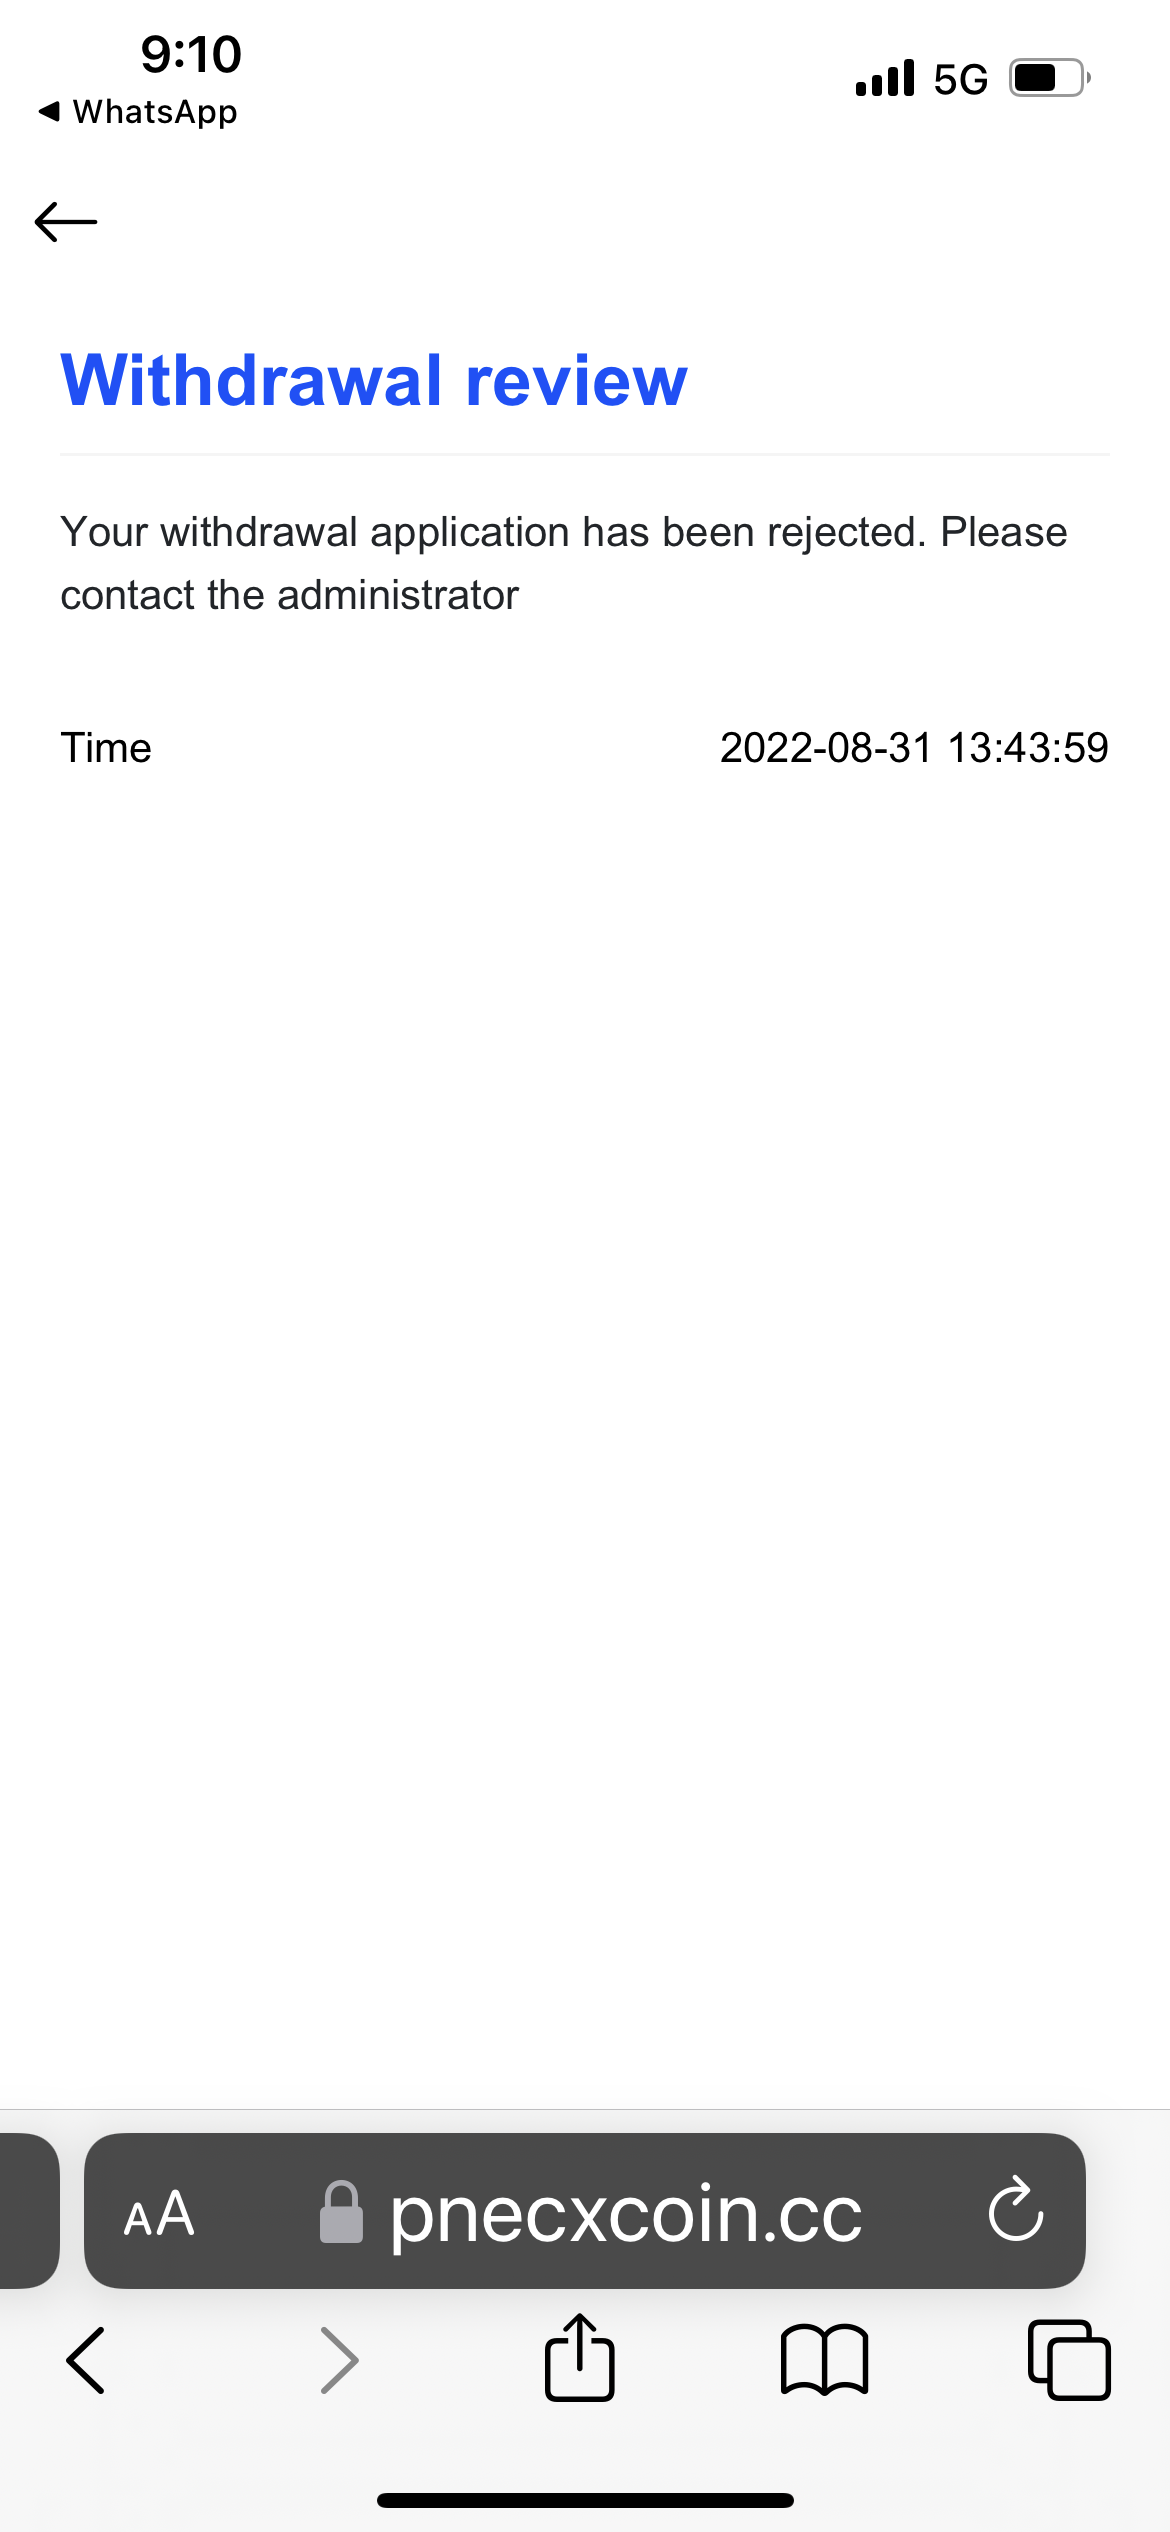 9:10
5G
◀ WhatsApp
Withdrawal review
Your withdrawal application has been rejected. Please
contact the administrator
Time 2022-08-31 13:43:59
AA pnecxcoin.cc